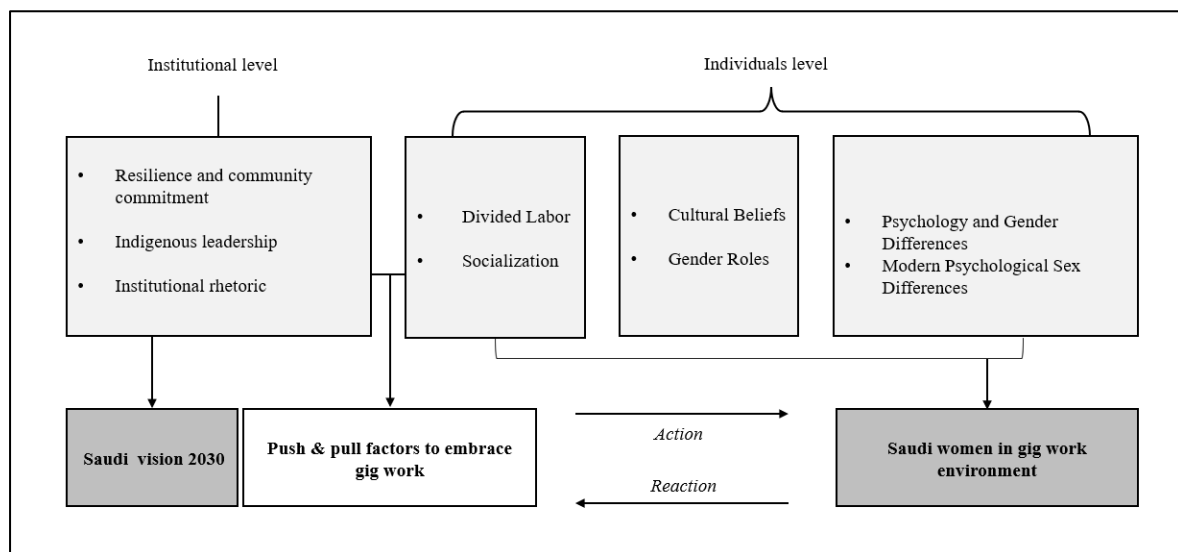 Institutional level
Individuals level
• Resilience and community
commitment
• Indigenous leadership
• Institutional rhetoric
• Divided Labor
• Socialization
• Cultural Beliefs
• Gender Roles
• Psychology and Gender
Differences
• Modern Psychological Sex
Differences
Saudi vision 2030
Push & pull factors to embrace
gig work
Action
Reaction
Saudi women in gig work
environment